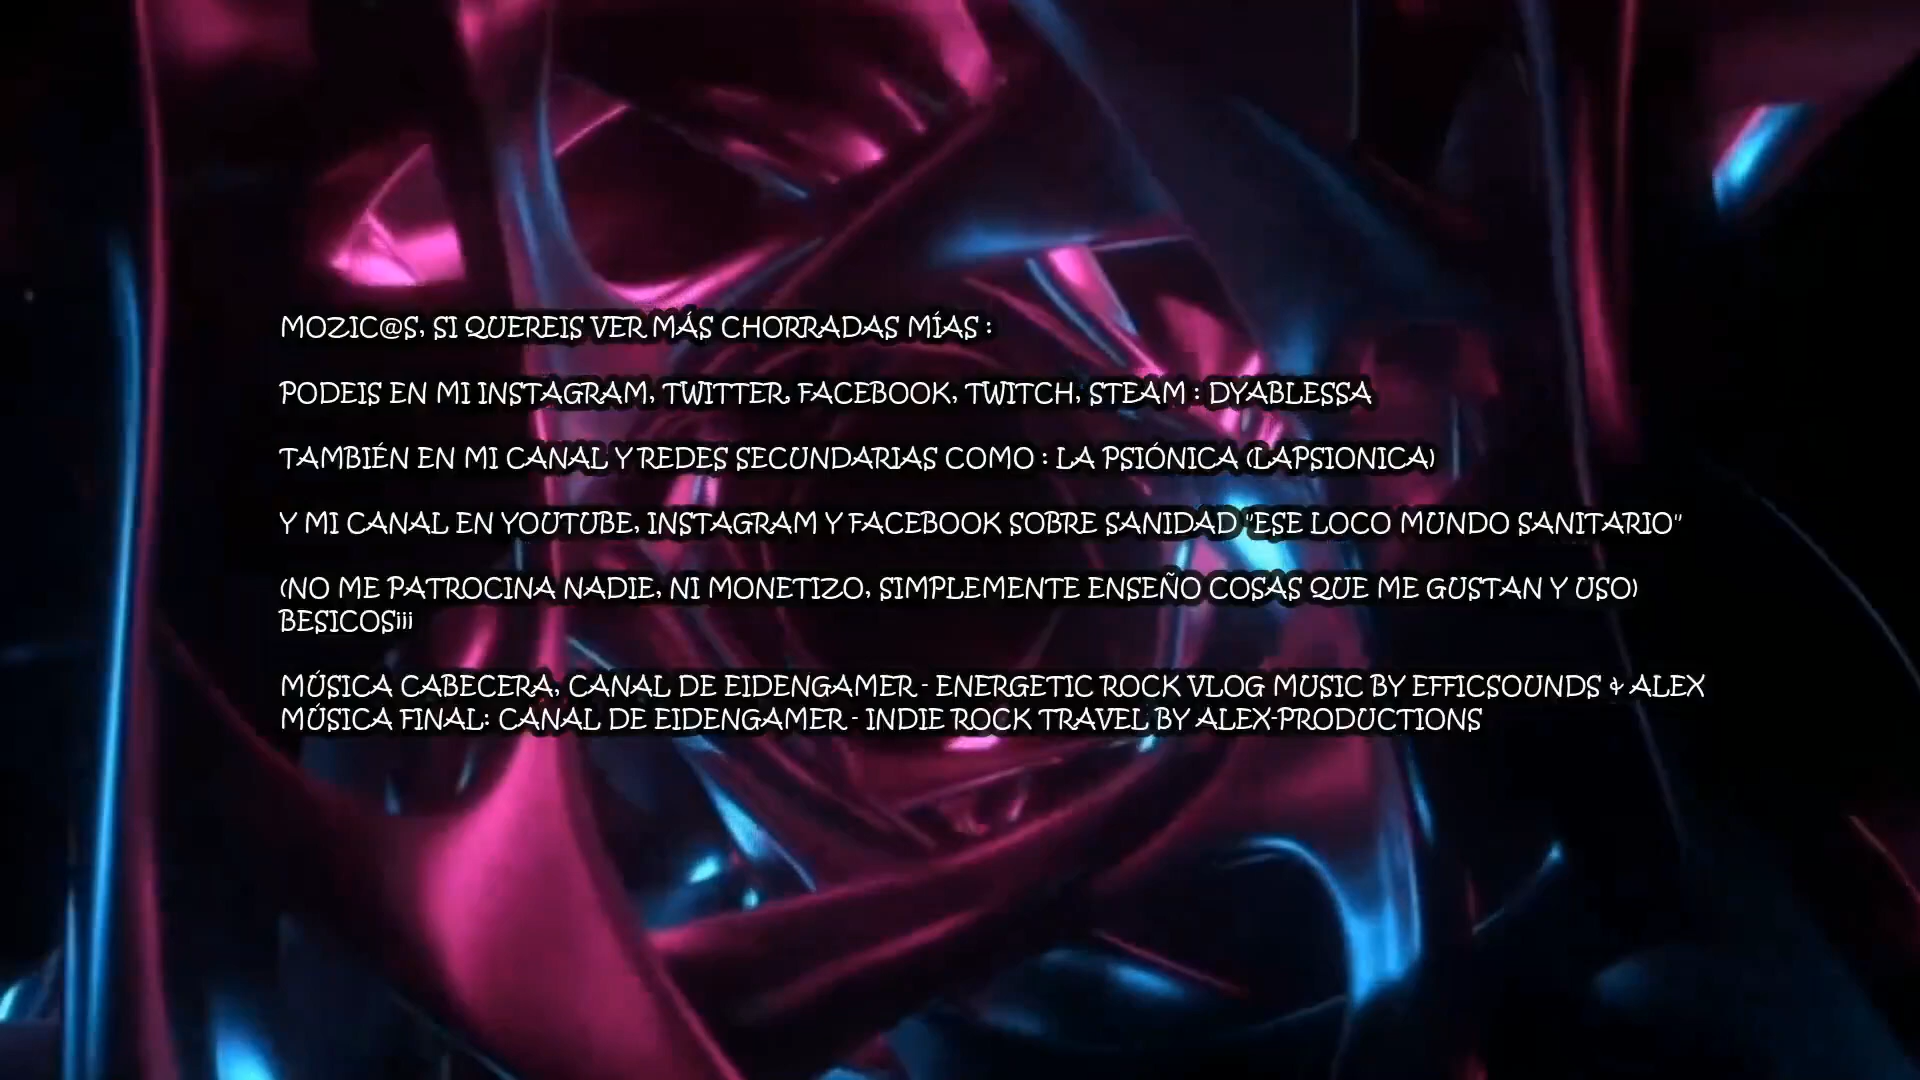 MOZIC@S, SI QUEREIS VER MÁS CHORRADAS MÍAS :
PODEIS EN MI INSTAGRAM, TWITTER, FACEBOOK, TWITCH, STEAM : DYABLESSA
TAMBIÉN EN MI CANAL Y REDES SECUNDARIAS COMO : LA PSIÓNICA (LAPSIONICA)
Y MI CANAL EN YOUTUBE, INSTAGRAM Y FACEBOOK SOBRE SANIDAD "ESE LOCO MUNDO SANITARIO"
(NO ME PATROCINA NADIE, NI MONETIZO, SIMPLEMENTE ENSEÑO COSAS QUE ME GUSTAN Y USO)
BESICOS¡¡¡
MÚSICA CABECERA, CANAL DE EIDENGAMER - ENERGETIC ROCK VLOG MUSIC BY EFFICSOUNDS & ALEX
MÚSICA FINAL: CANAL DE EIDENGAMER - INDIE ROCK TRAVEL BY ALEX-PRODUCTIONS